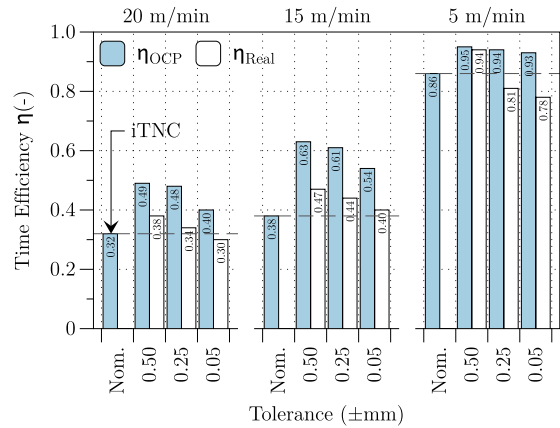 20 m/min 15 m/min 5 m/min
1.0
η_OCP η_Real
0.8
0.6
0.4
0.2
0
Time Efficiency η(-)
iTNC
0.32 0.49 0.38 0.48 0.34 0.40 0.30
0.38 0.63 0.47 0.61 0.44 0.54 0.40
0.86 0.95 0.94 0.94 0.81 0.93 0.78
Nom. 0.50 0.25 0.05 Nom. 0.50 0.25 0.05 Nom. 0.50 0.25 0.05
Tolerance (±mm)